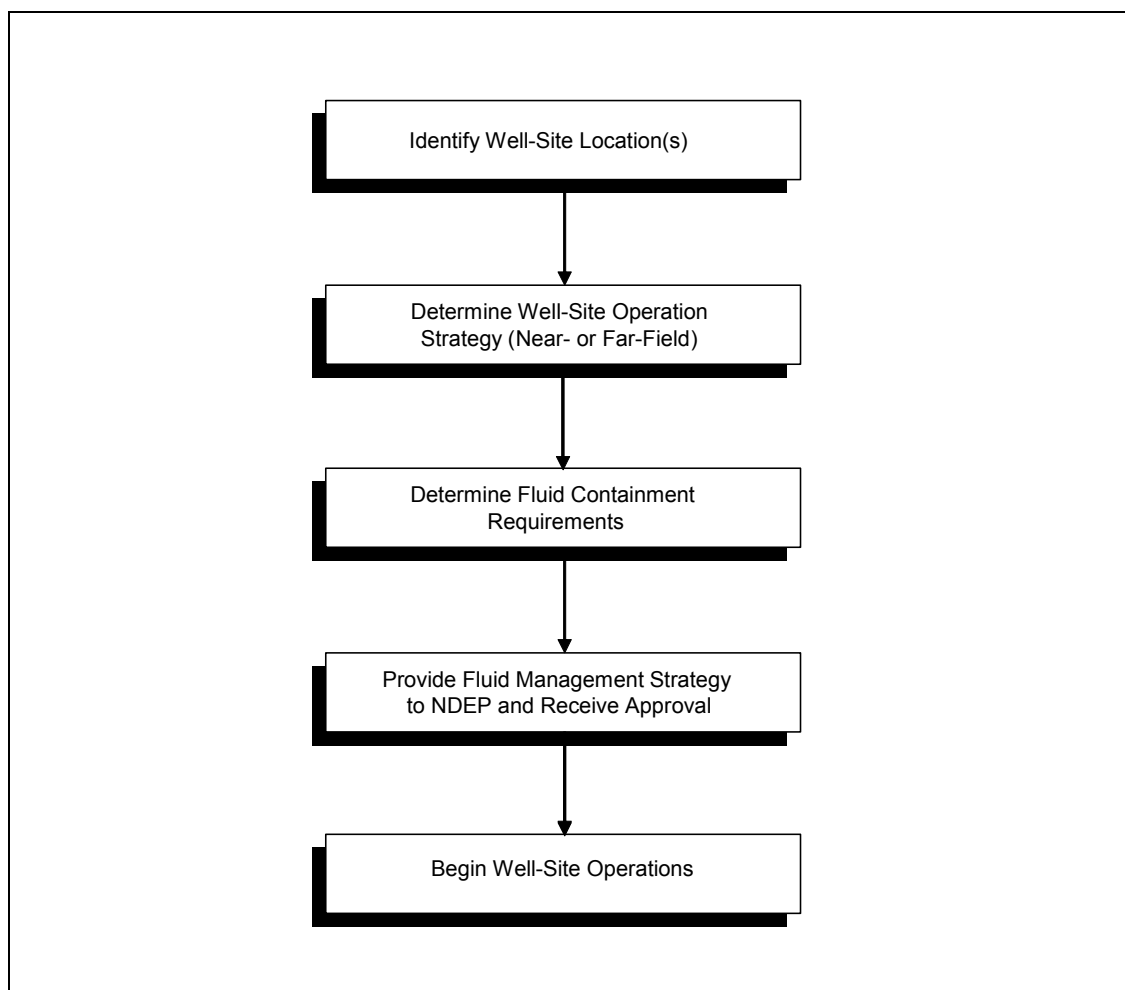 Identify Well-Site Location(s)
Determine Well-Site Operation
Strategy (Near- or Far-Field)
Determine Fluid Containment
Requirements
Provide Fluid Management Strategy
to NDEP and Receive Approval
Begin Well-Site Operations